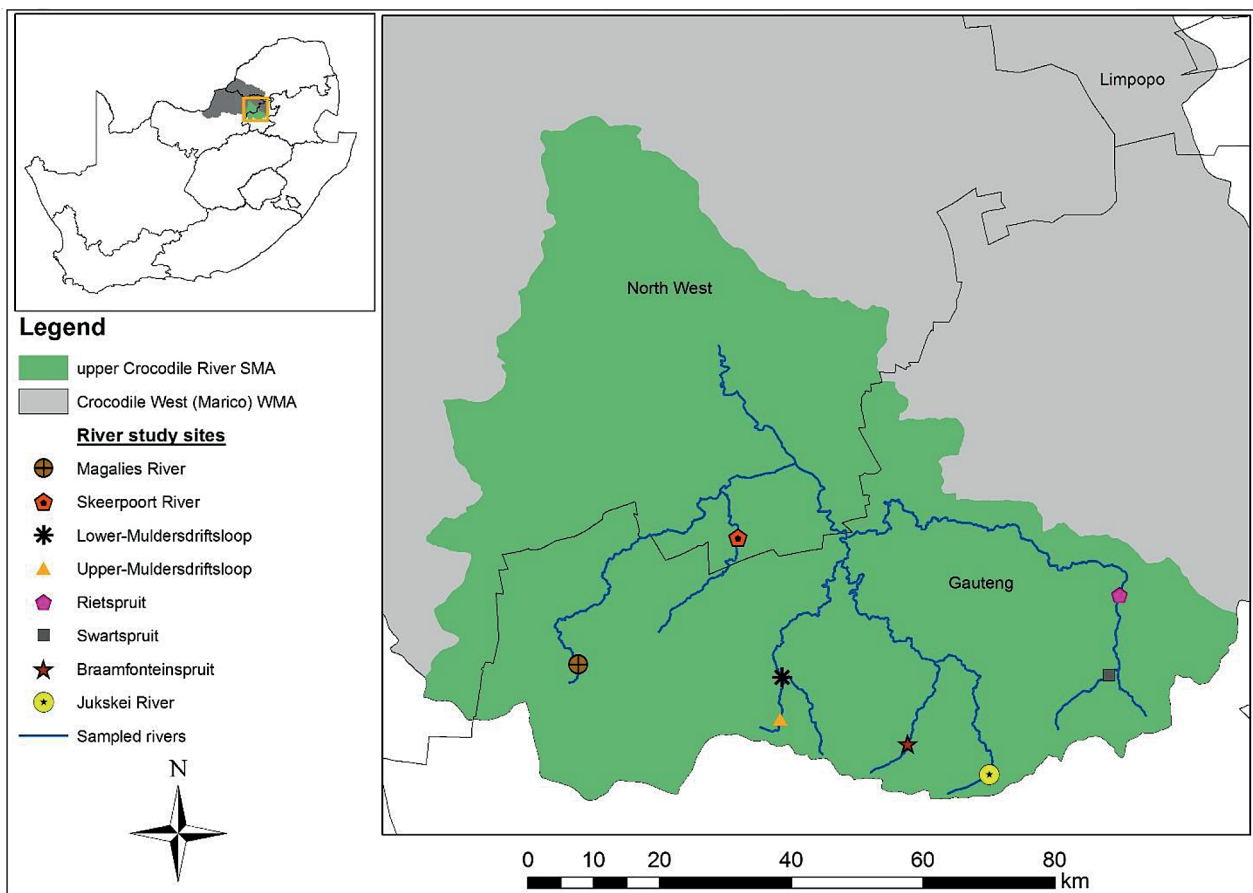 Limpopo
North West
Gauteng
Legend
upper Crocodile River SMA
Crocodile West (Marico) WMA
River study sites
Magalies River
Skeerpoort River
Lower-Muldersdriftsloop
Upper-Muldersdriftsloop
Rietspruit
Swartspruit
Braamfonteinspruit
Jukskei River
Sampled rivers
N
0 10 20 40 60 80
km